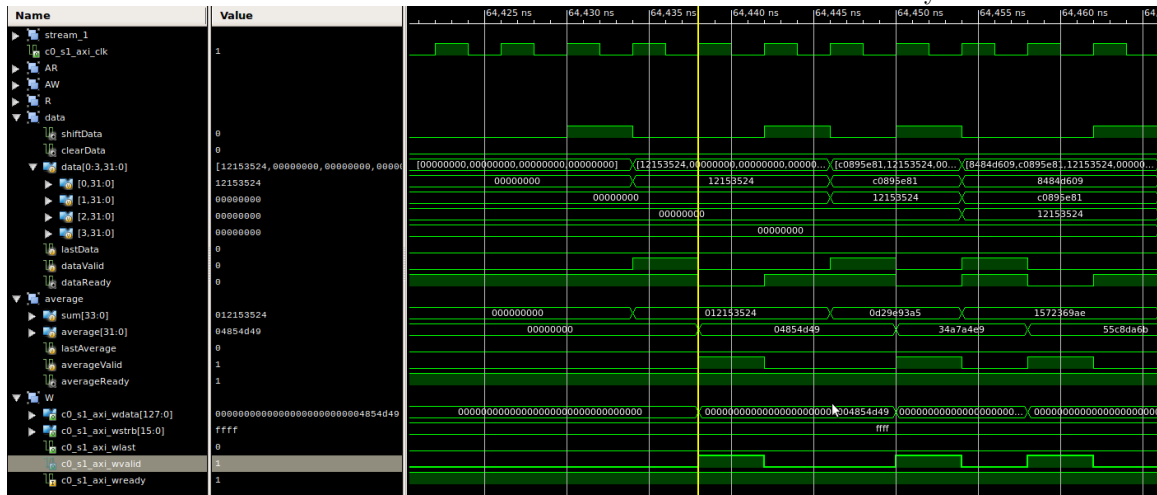 y
Name Value 64,425 ns 64,430 ns 64,435 ns 64,440 ns 64,445 ns 64,450 ns 64,455 ns 64,460 ns 64,
stream_1
c0_s1_axi_clk 1
AR
AW
R
data
shiftData 0
clearData 0
data[0:3,31:0] [12153524,00000000,00000000,0000 [00000000,00000000,00000000,00000000] [12153524,00000000,00000000,00000... [c0895e81,12153524,00... [8484d609,c0895e81,12153524,00000...
[0,31:0] 12153524 00000000 12153524 c0895e81 8484d609
[1,31:0] 00000000 00000000 12153524 c0895e81
[2,31:0] 00000000 00000000 12153524
[3,31:0] 00000000 00000000
lastData 0
dataValid 0
dataReady 0
average
sum[33:0] 012153524 000000000 012153524 0d29e93a5 1572369ae
average[31:0] 04854d49 00000000 04854d49 34a7a4e9 55c8da6b
lastAverage 0
averageValid 1
averageReady 1
W
c0_s1_axi_wdata[127:0] 00000000000000000000000004854d49 00000000000000000000000000000000 00000000000000000000000004854d49 0000000000000000000... 0000000000000000000
c0_s1_axi_wstrb[15:0] ffff ffff
c0_s1_axi_wlast 0
c0_s1_axi_wvalid 1
c0_s1_axi_wready 1